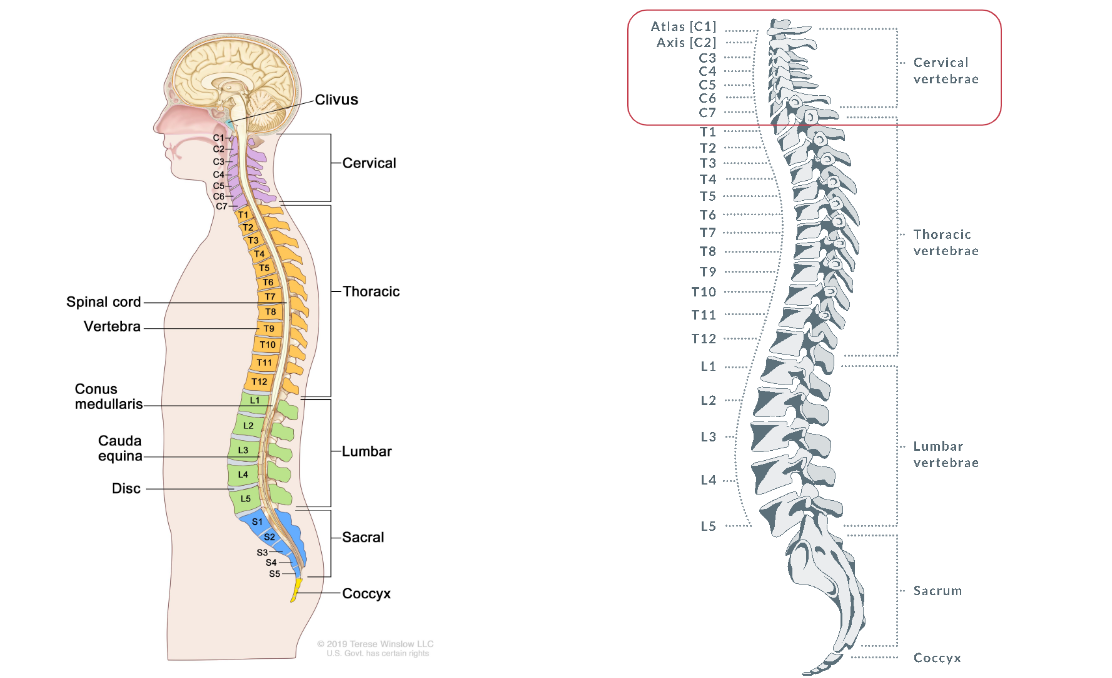 Clivus
C1
C2
C3
C4
C5
C6
C7
Cervical
T1
T2
T3
T4
T5
T6
T7
T8
T9
T10
T11
T12
Thoracic
Spinal cord
Vertebra
Conus
medullaris
L1
L2
L3
L4
L5
Cauda
equina
Lumbar
Disc
S1
S2
S3
S4
S5
Sacral
Coccyx
© 2019 Terese Winslow LLC
U.S. Govt. has certain rights
Atlas [C1]
Axis [C2]
C3
C4
C5
C6
C7
Cervical
vertebrae
T1
T2
T3
T4
T5
T6
T7
T8
T9
T10
T11
T12
Thoracic
vertebrae
L1
L2
L3
L4
L5
Lumbar
vertebrae
Sacrum
Coccyx